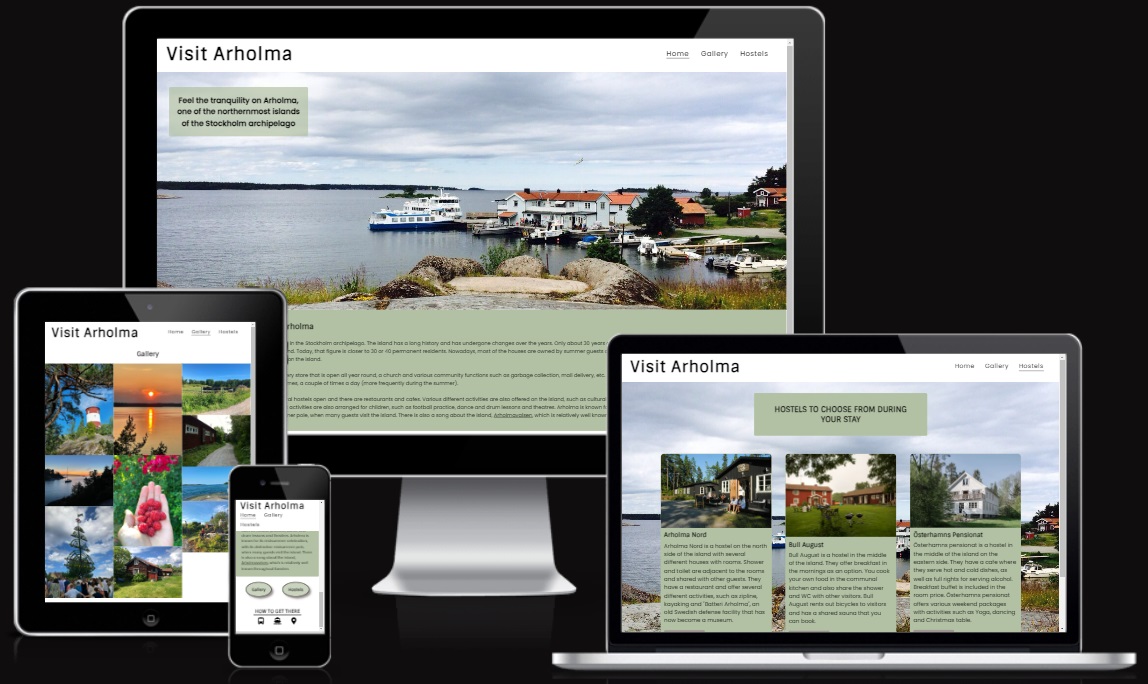 Visit Arholma
Home Gallery Hostels
Feel the tranquility on Arholma,
one of the northernmost islands
of the Stockholm archipelago
rholma
in the Stockholm archipelago. The island has a long history and has undergone changes over the years. Only about 30 years
nd. Today, that figure is closer to 30 or 40 permanent residents. Nowadays, most of the houses are owned by summer guests
on the island.
ery store that is open all year round, a church and various community functions such as garbage collection, mail delivery, etc.
mes, a couple of times a day (more frequently during the summer).
al hostels open and there are restaurants and cafes. Various different activities are also offered on the island, such as cultural
activities are also arranged for children, such as football practice, dance and drum lessons and theatres. Arholma is known
er pole, when many guests visit the island. There is also a song about the island, Arholmavalsen, which is relatively well known
Visit Arholma
Home Gallery Hostels
Gallery
Visit Arholma
Home Gallery
Hostels
Gallery Hostels
HOW TO GET THERE
Visit Arholma
Home Gallery Hostels
HOSTELS TO CHOOSE FROM DURING
YOUR STAY
Arholma Nord
Arholma Nord is a hostel on the north
side of the island with several
different houses with rooms. Shower
and toilet are adjacent to the rooms
and shared with other guests. They
have a restaurant and offer several
different activities, such as zipline,
kayaking and "Batteri Arholma", an
old Swedish defense facility that has
now become a museum.
Bull August
Bull August is a hostel in the middle
of the island. They offer breakfast in
the mornings as an option. You cook
your own food in the communal
kitchen and also share the shower
and WC with other visitors. Bull
August rents out bicycles to visitors
and has a shared sauna that you
can book.
Österhamns Pensionat
Österhamns pensionat is a hostel in
the middle of the island on the
eastern side. They have a cafe where
they serve hot and cold dishes, as
well as full rights for serving alcohol.
Breakfast buffet is included in the
room price. Österhamns pensionat
offers various weekend packages
with activities such as Yoga, dancing
and Christmas table.